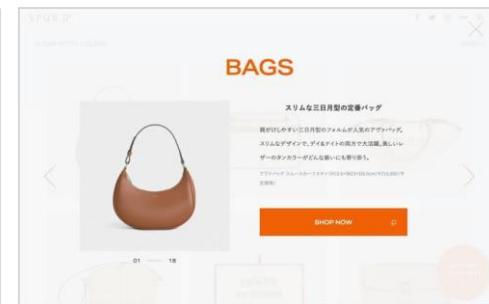 SPUR.JP
BAGS
スリムな三日月型の定番バッグ
肩がけしやすい三日月型のフォルムが人気のアヴァバッグ。
スリムなデザインで、デイ&ナイトの両方で大活躍。美しいレ
ザーのタンカラーがどんな装いにも寄り添う。
SHOP NOW
01 18